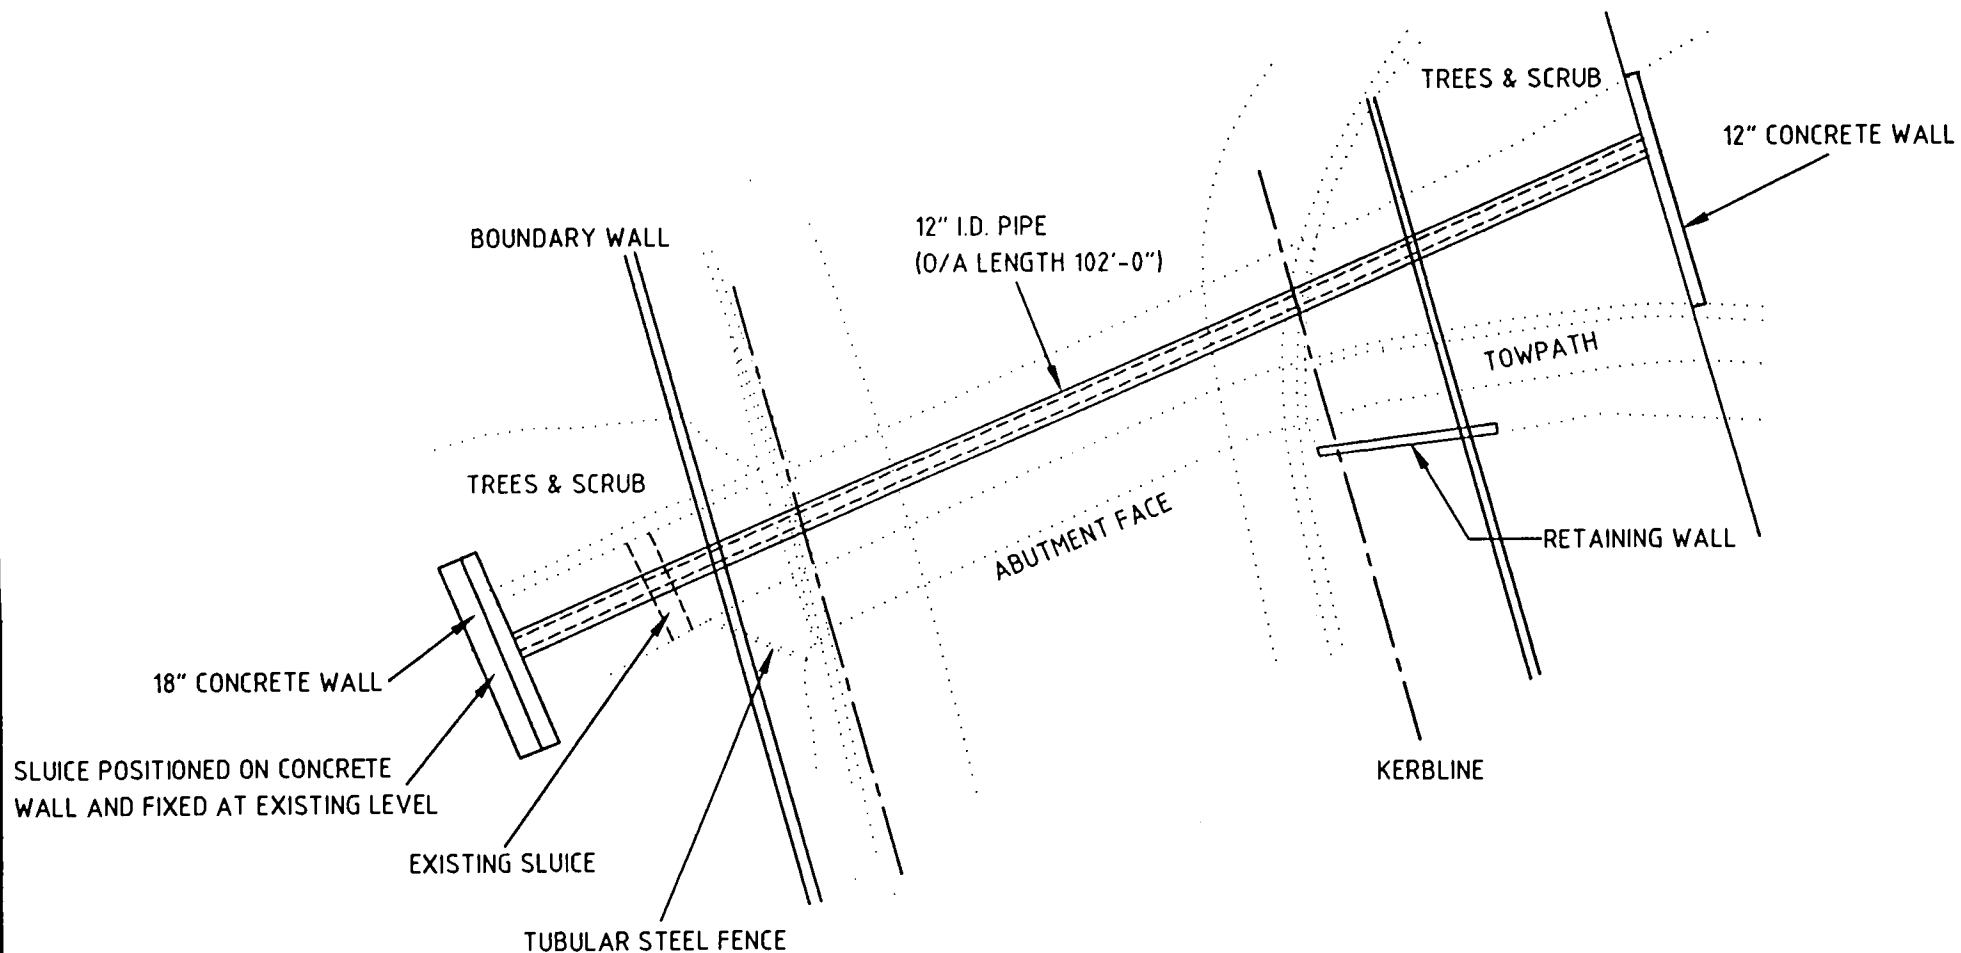 TREES & SCRUB
12" CONCRETE WALL
12" I.D. PIPE
(O/A LENGTH 102'-0")
BOUNDARY WALL
TOWPATH
TREES & SCRUB
ABUTMENT FACE
RETAINING WALL
18" CONCRETE WALL
SLUICE POSITIONED ON CONCRETE
WALL AND FIXED AT EXISTING LEVEL
KERBLINE
EXISTING SLUICE
TUBULAR STEEL FENCE